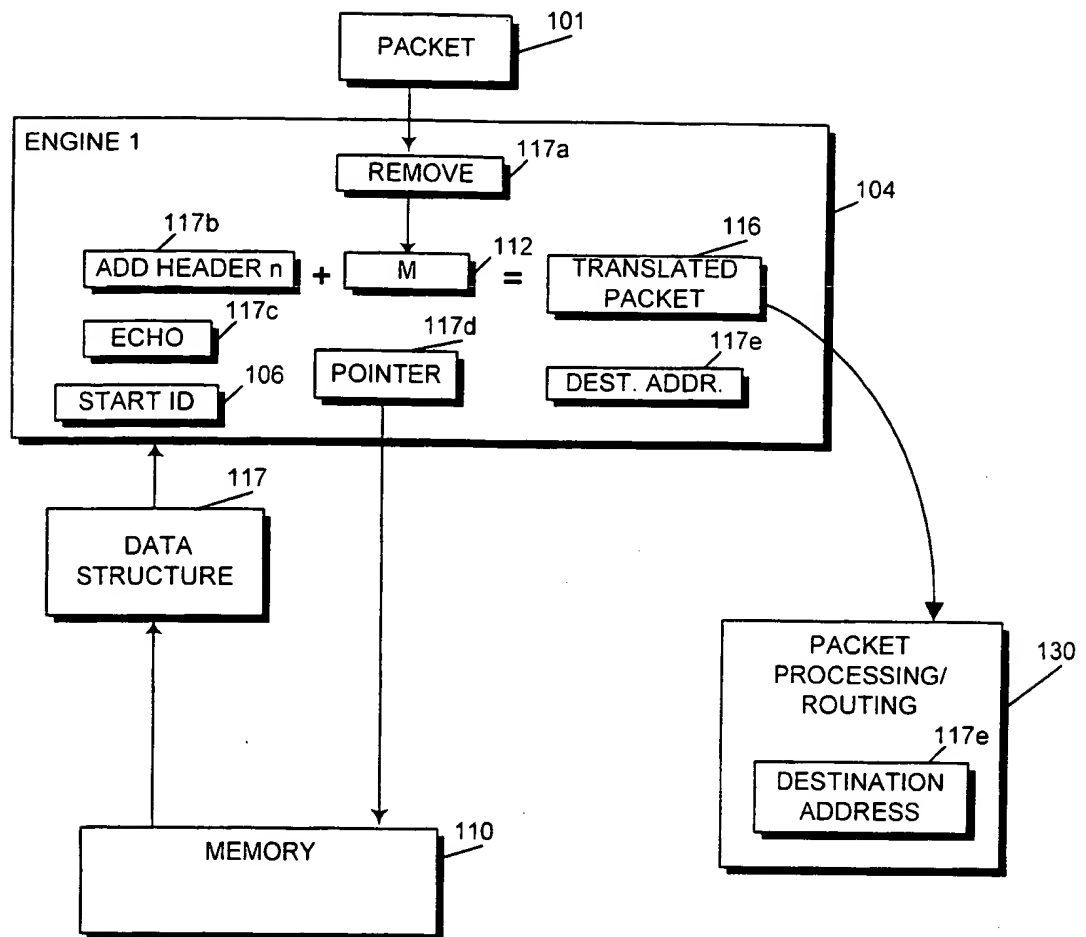 101
PACKET
ENGINE 1
117a
REMOVE
104
117b
112
116
ADD HEADER n + M = TRANSLATED
PACKET
117c
ECHO
117d
POINTER
117e
DEST. ADDR.
106
START ID
117
DATA
STRUCTURE
PACKET
PROCESSING/
ROUTING
130
117e
DESTINATION
ADDRESS
MEMORY
110